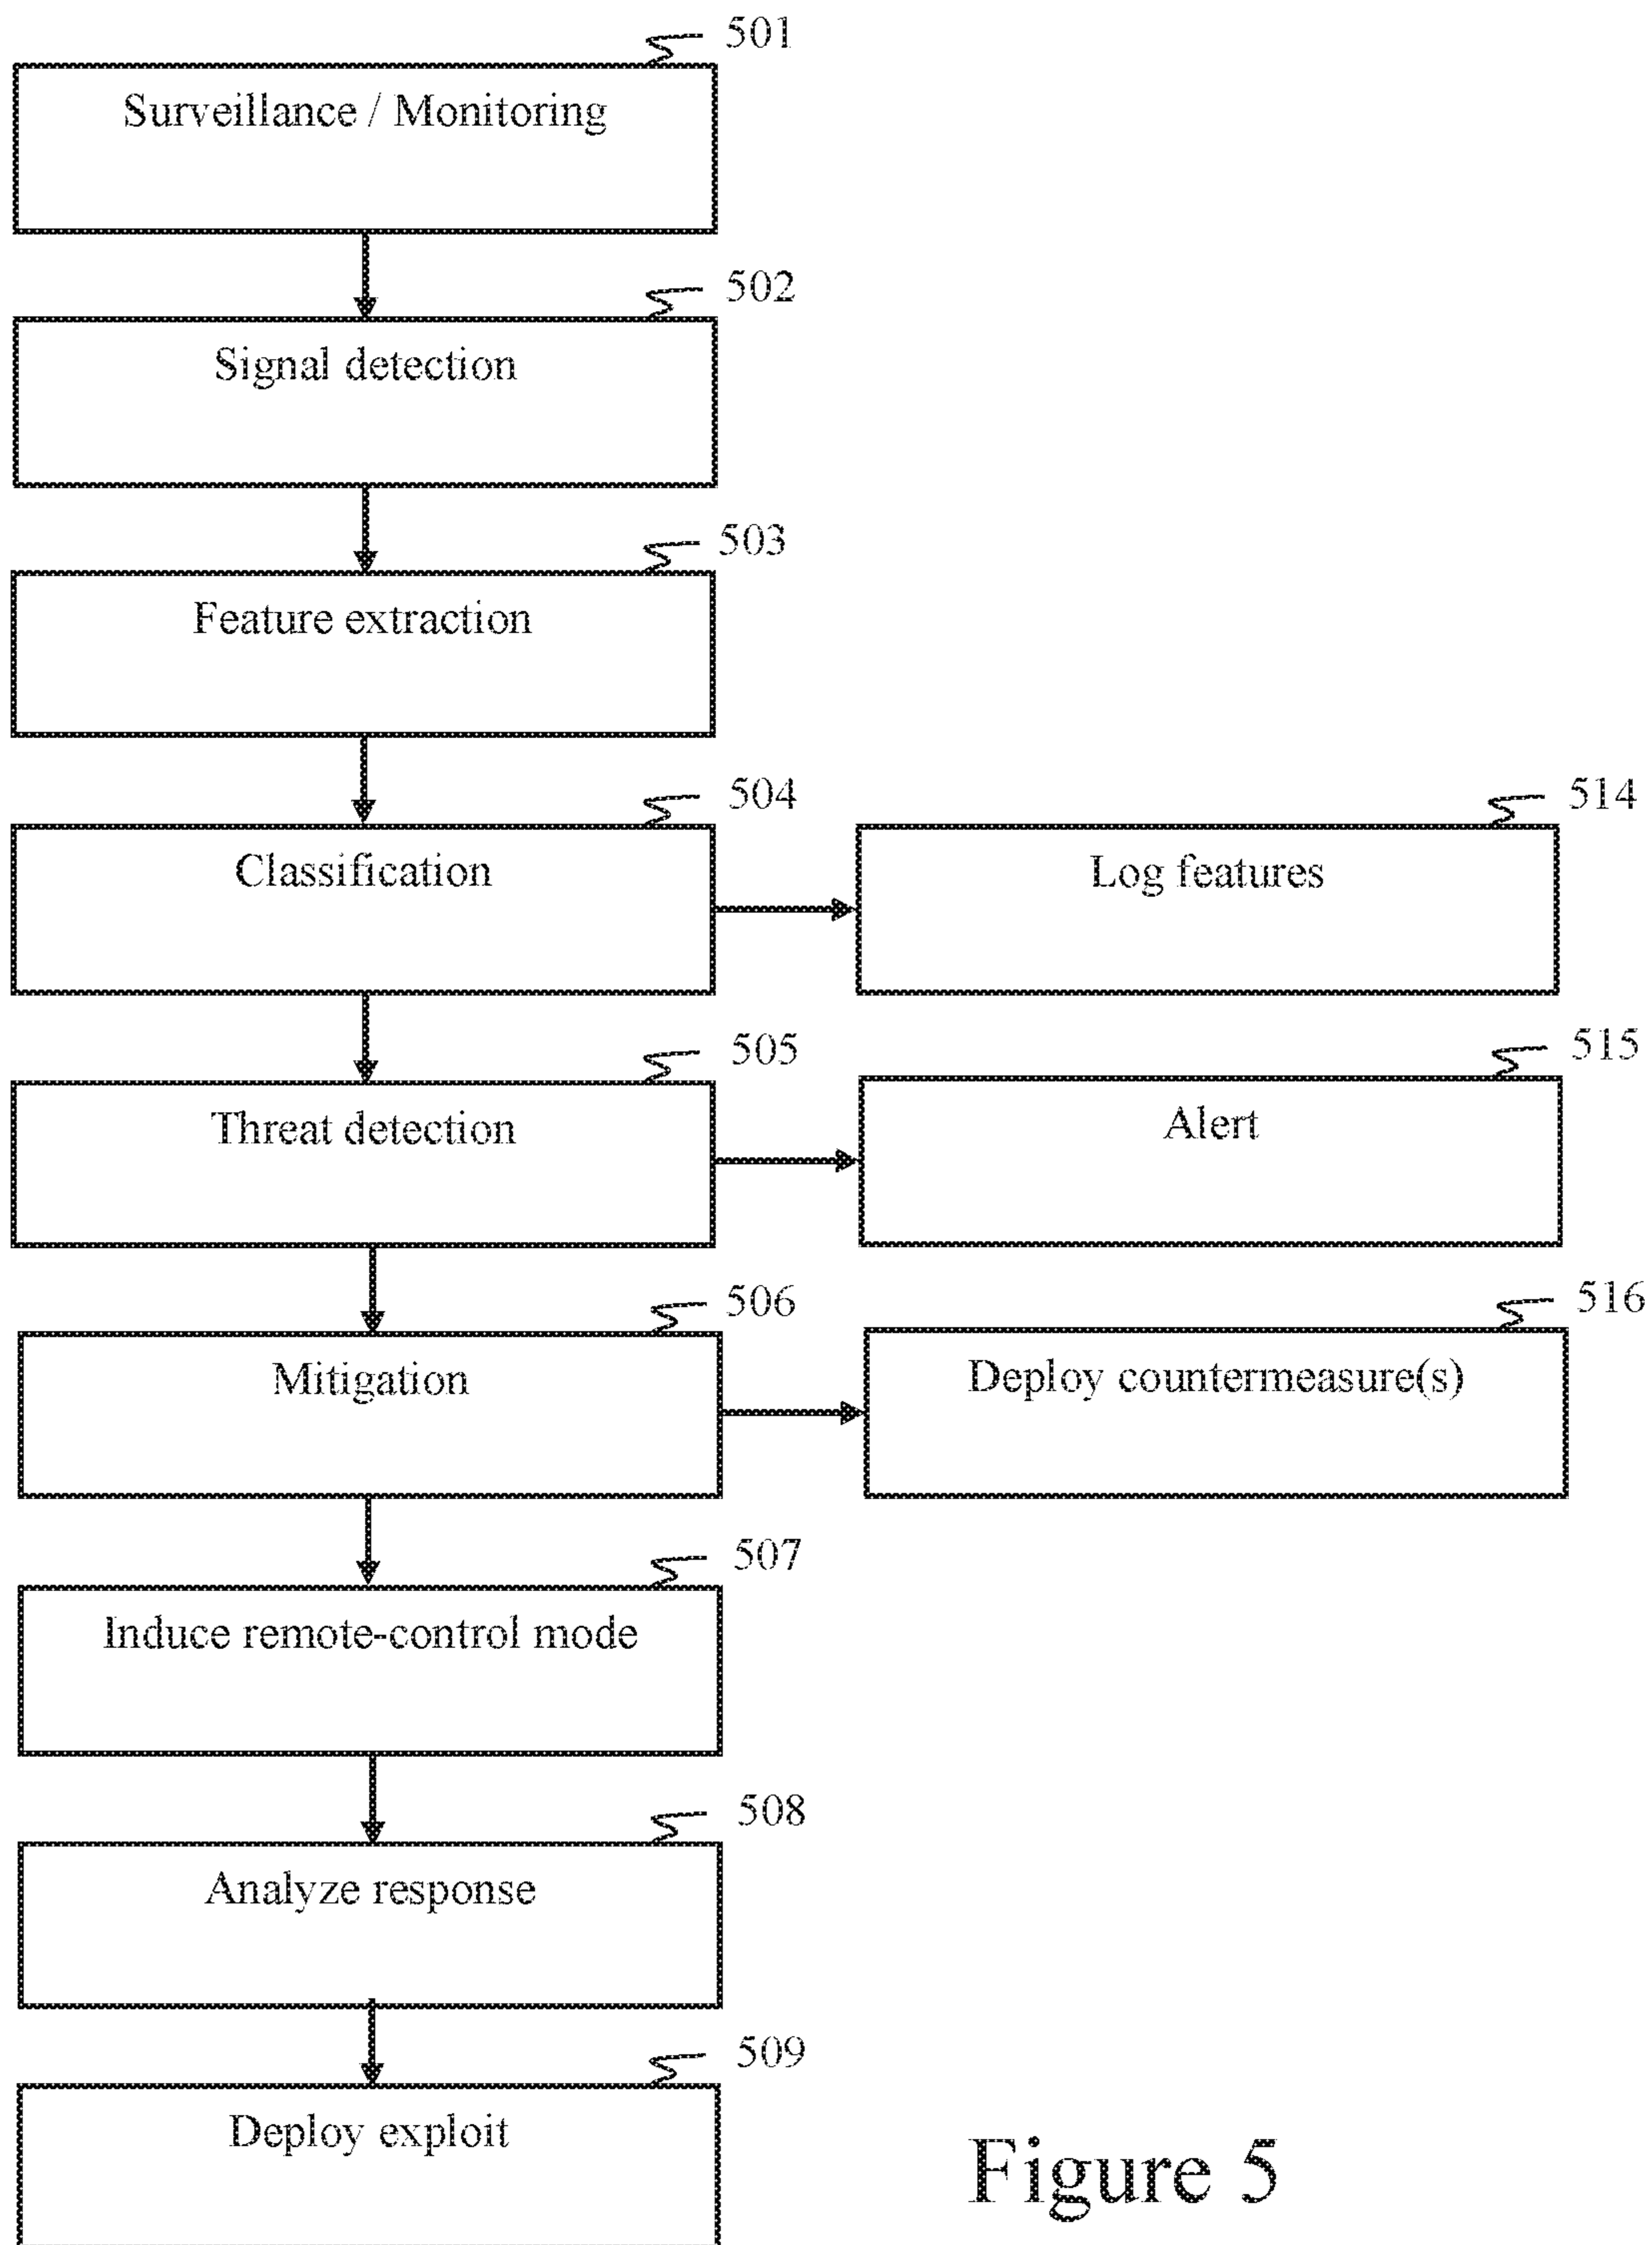 501
Surveillance / Monitoring
502
Signal detection
503
Feature extraction
504
Classification
514
Log features
505
Threat detection
515
Alert
506
Mitigation
516
Deploy countermeasure(s)
507
Induce remote-control mode
508
Analyze response
509
Deploy exploit
Figure 5